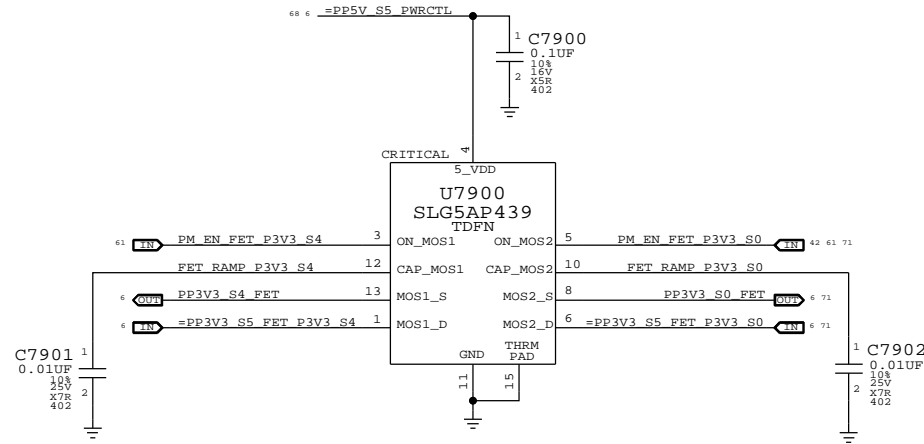 68 6 =PP5V_S5_PWRCTL
1 C7900
0.1UF
10%
16V
2 X5R
402
4
CRITICAL
5_VDD
U7900
SLG5AP439
TDFN
61 IN PM_EN_FET_P3V3_S4 3 ON_MOS1 ON_MOS2 5 PM_EN_FET_P3V3_S0 IN 42 61 71
FET_RAMP_P3V3_S4 12 CAP_MOS1 CAP_MOS2 10 FET_RAMP_P3V3_S0
6 OUT PP3V3_S4_FET 13 MOS1_S MOS2_S 8 PP3V3_S0_FET OUT 6 71
6 IN =PP3V3_S5_FET_P3V3_S4 1 MOS1_D MOS2_D 6 =PP3V3_S5_FET_P3V3_S0 IN 6 71
GND THRM
PAD
11 15
C7901 1
0.01UF
10%
25V 2
X7R
402
1 C7902
0.01UF
10%
2 25V
X7R
402